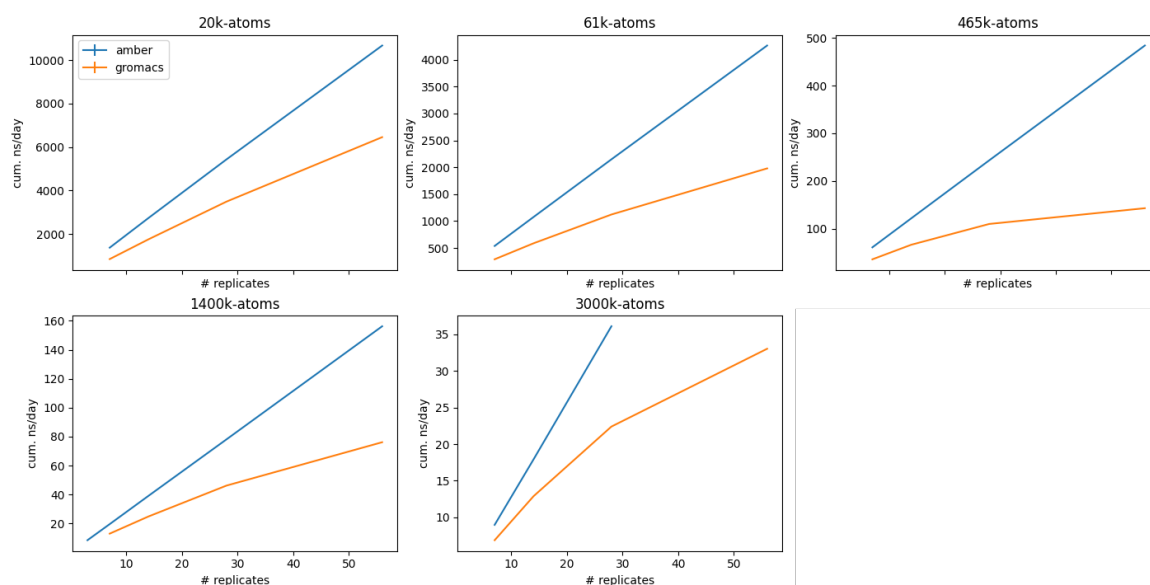 20k-atoms
amber
gromacs
10000
8000
6000
4000
2000
cum. ns/day
# replicates
61k-atoms
4000
3500
3000
2500
2000
1500
1000
500
cum. ns/day
# replicates
465k-atoms
500
400
300
200
100
cum. ns/day
# replicates
1400k-atoms
160
140
120
100
80
60
40
20
cum. ns/day
10 20 30 40 50
# replicates
3000k-atoms
35
30
25
20
15
10
cum. ns/day
10 20 30 40 50
# replicates